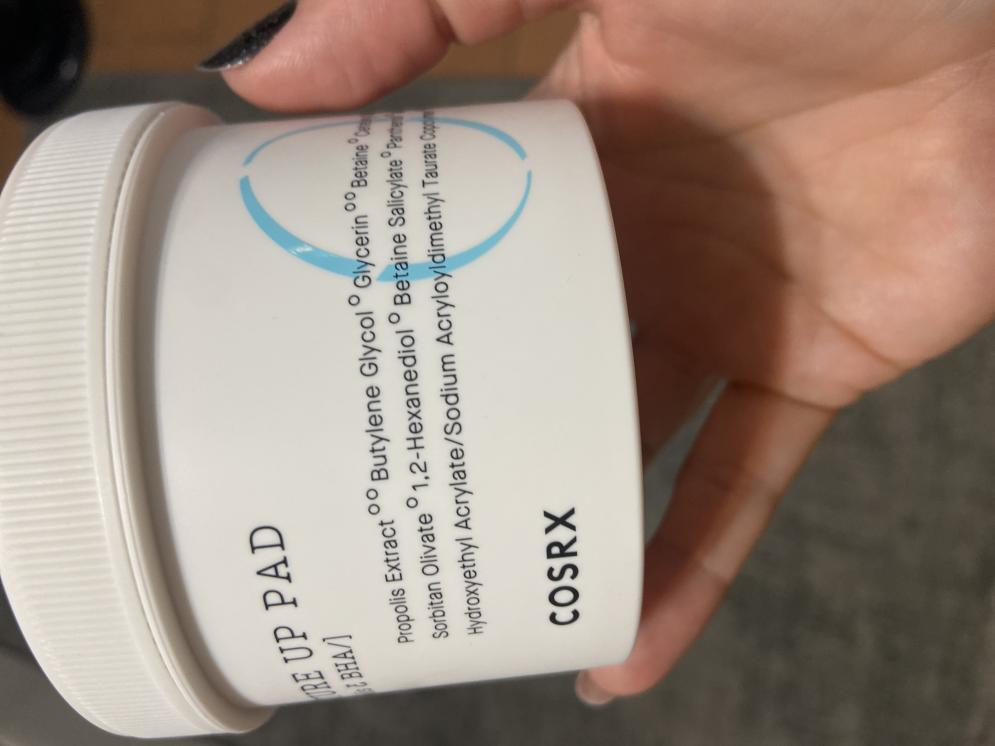 UP PAD
BHA/]
Propolis Extract °° Butylene Glycol ° Glycerin °° Betaine °
Sorbitan Olivate ° 1,2-Hexanediol ° Betaine Salicylate °
Hydroxyethyl Acrylate/Sodium Acryloyldimethyl Taurate
COSRX